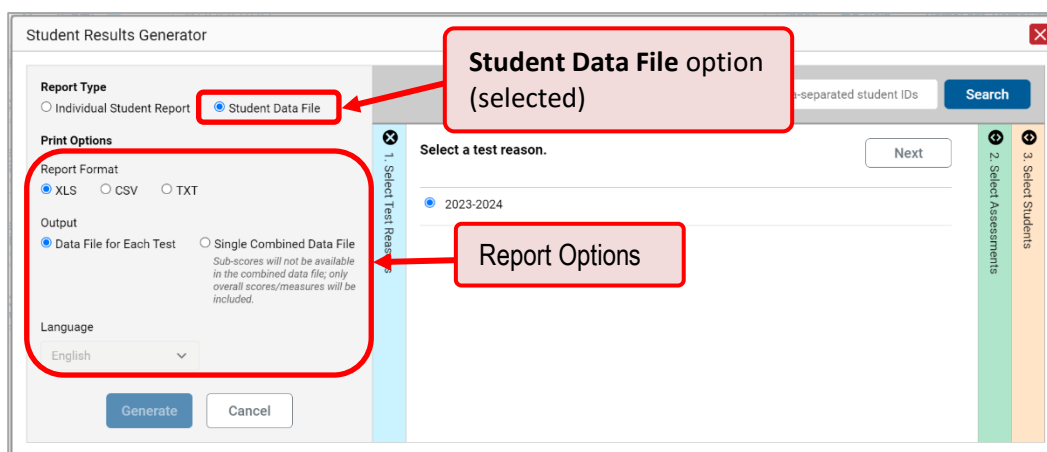 Student Results Generator
Student Data File option
(selected)
Report Type
Individual Student Report
Student Data File
student IDs
Search
Print Options
Report Format
XLS
CSV
TXT
Output
Data File for Each Test
Single Combined Data File
Sub-scores will not be available
in the combined data file; only
overall scores/measures will be
included.
Language
English
Generate
Cancel
1. Select Test
Select a test reason.
Next
2023-2024
Report Options
2. Select Assessments
3. Select Students